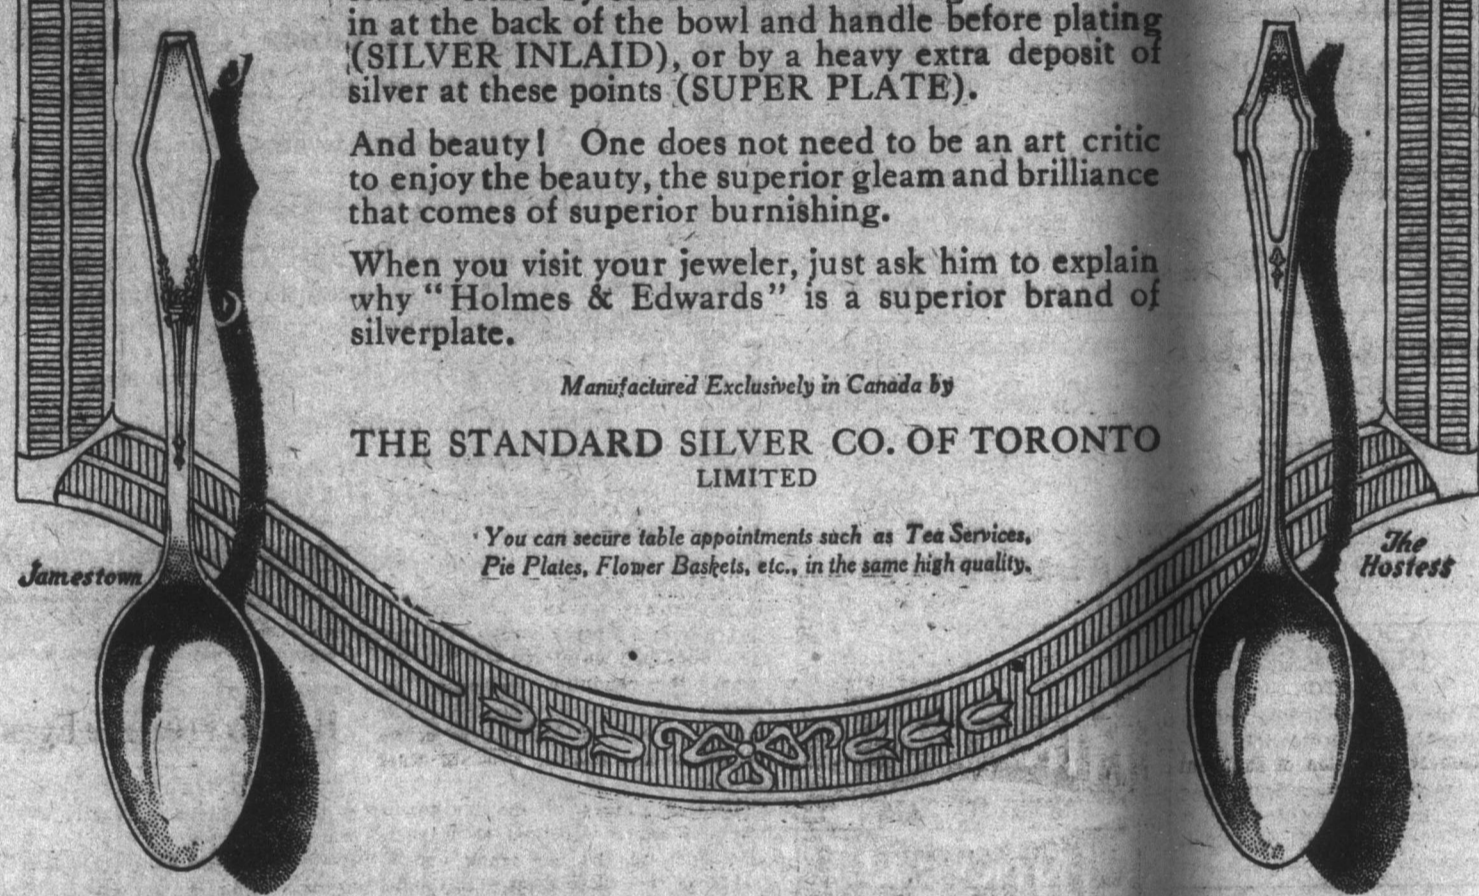 in at the back of the bowl and handle before plating
(SILVER INLAID), or by a heavy extra deposit of
silver at these points (SUPER PLATE).
And beauty! One does not need to be an art critic
to enjoy the beauty, the superior gleam and brilliance
that comes of superior burnishing.
When you visit your jeweler, just ask him to explain
why "Holmes & Edwards" is a superior brand of
silverplate.
Manufactured Exclusively in Canada by
THE STANDARD SILVER CO. OF TORONTO
LIMITED
You can secure table appointments such as Tea Services,
Pie Plates, Flower Baskets, etc., in the same high quality.
Jamestown
The
Hostess